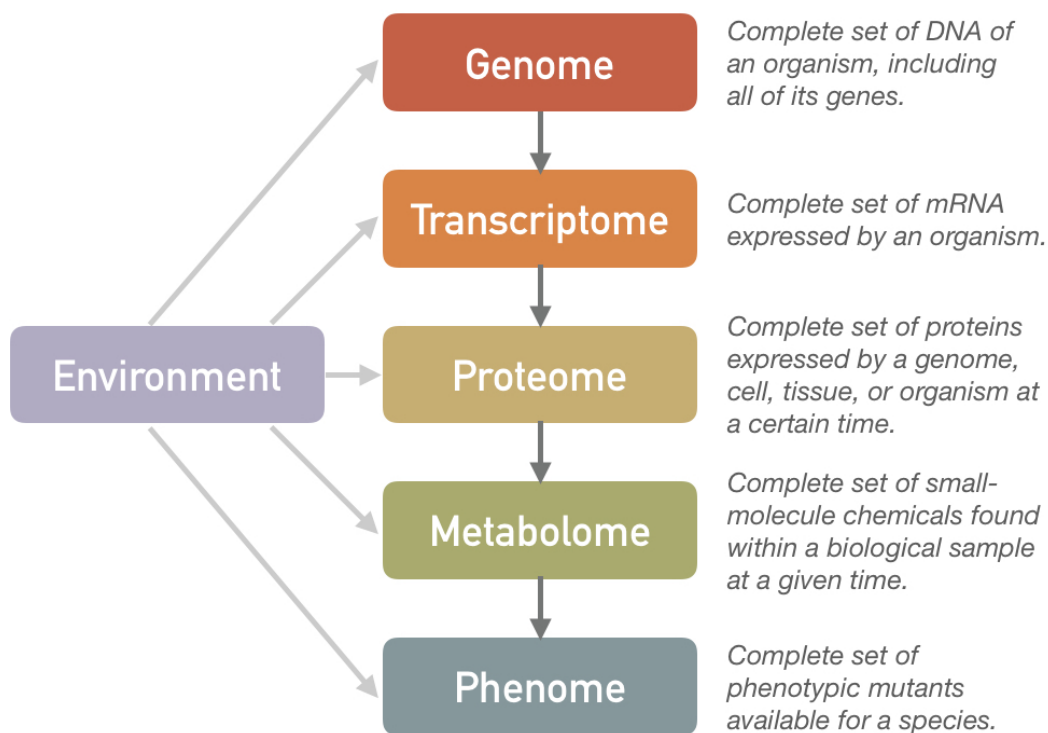 Genome
Complete set of DNA of
an organism, including
all of its genes.
Transcriptome
Complete set of mRNA
expressed by an organism.
Environment
Proteome
Complete set of proteins
expressed by a genome,
cell, tissue, or organism at
a certain time.
Metabolome
Complete set of small-
molecule chemicals found
within a biological sample
at a given time.
Phenome
Complete set of
phenotypic mutants
available for a species.